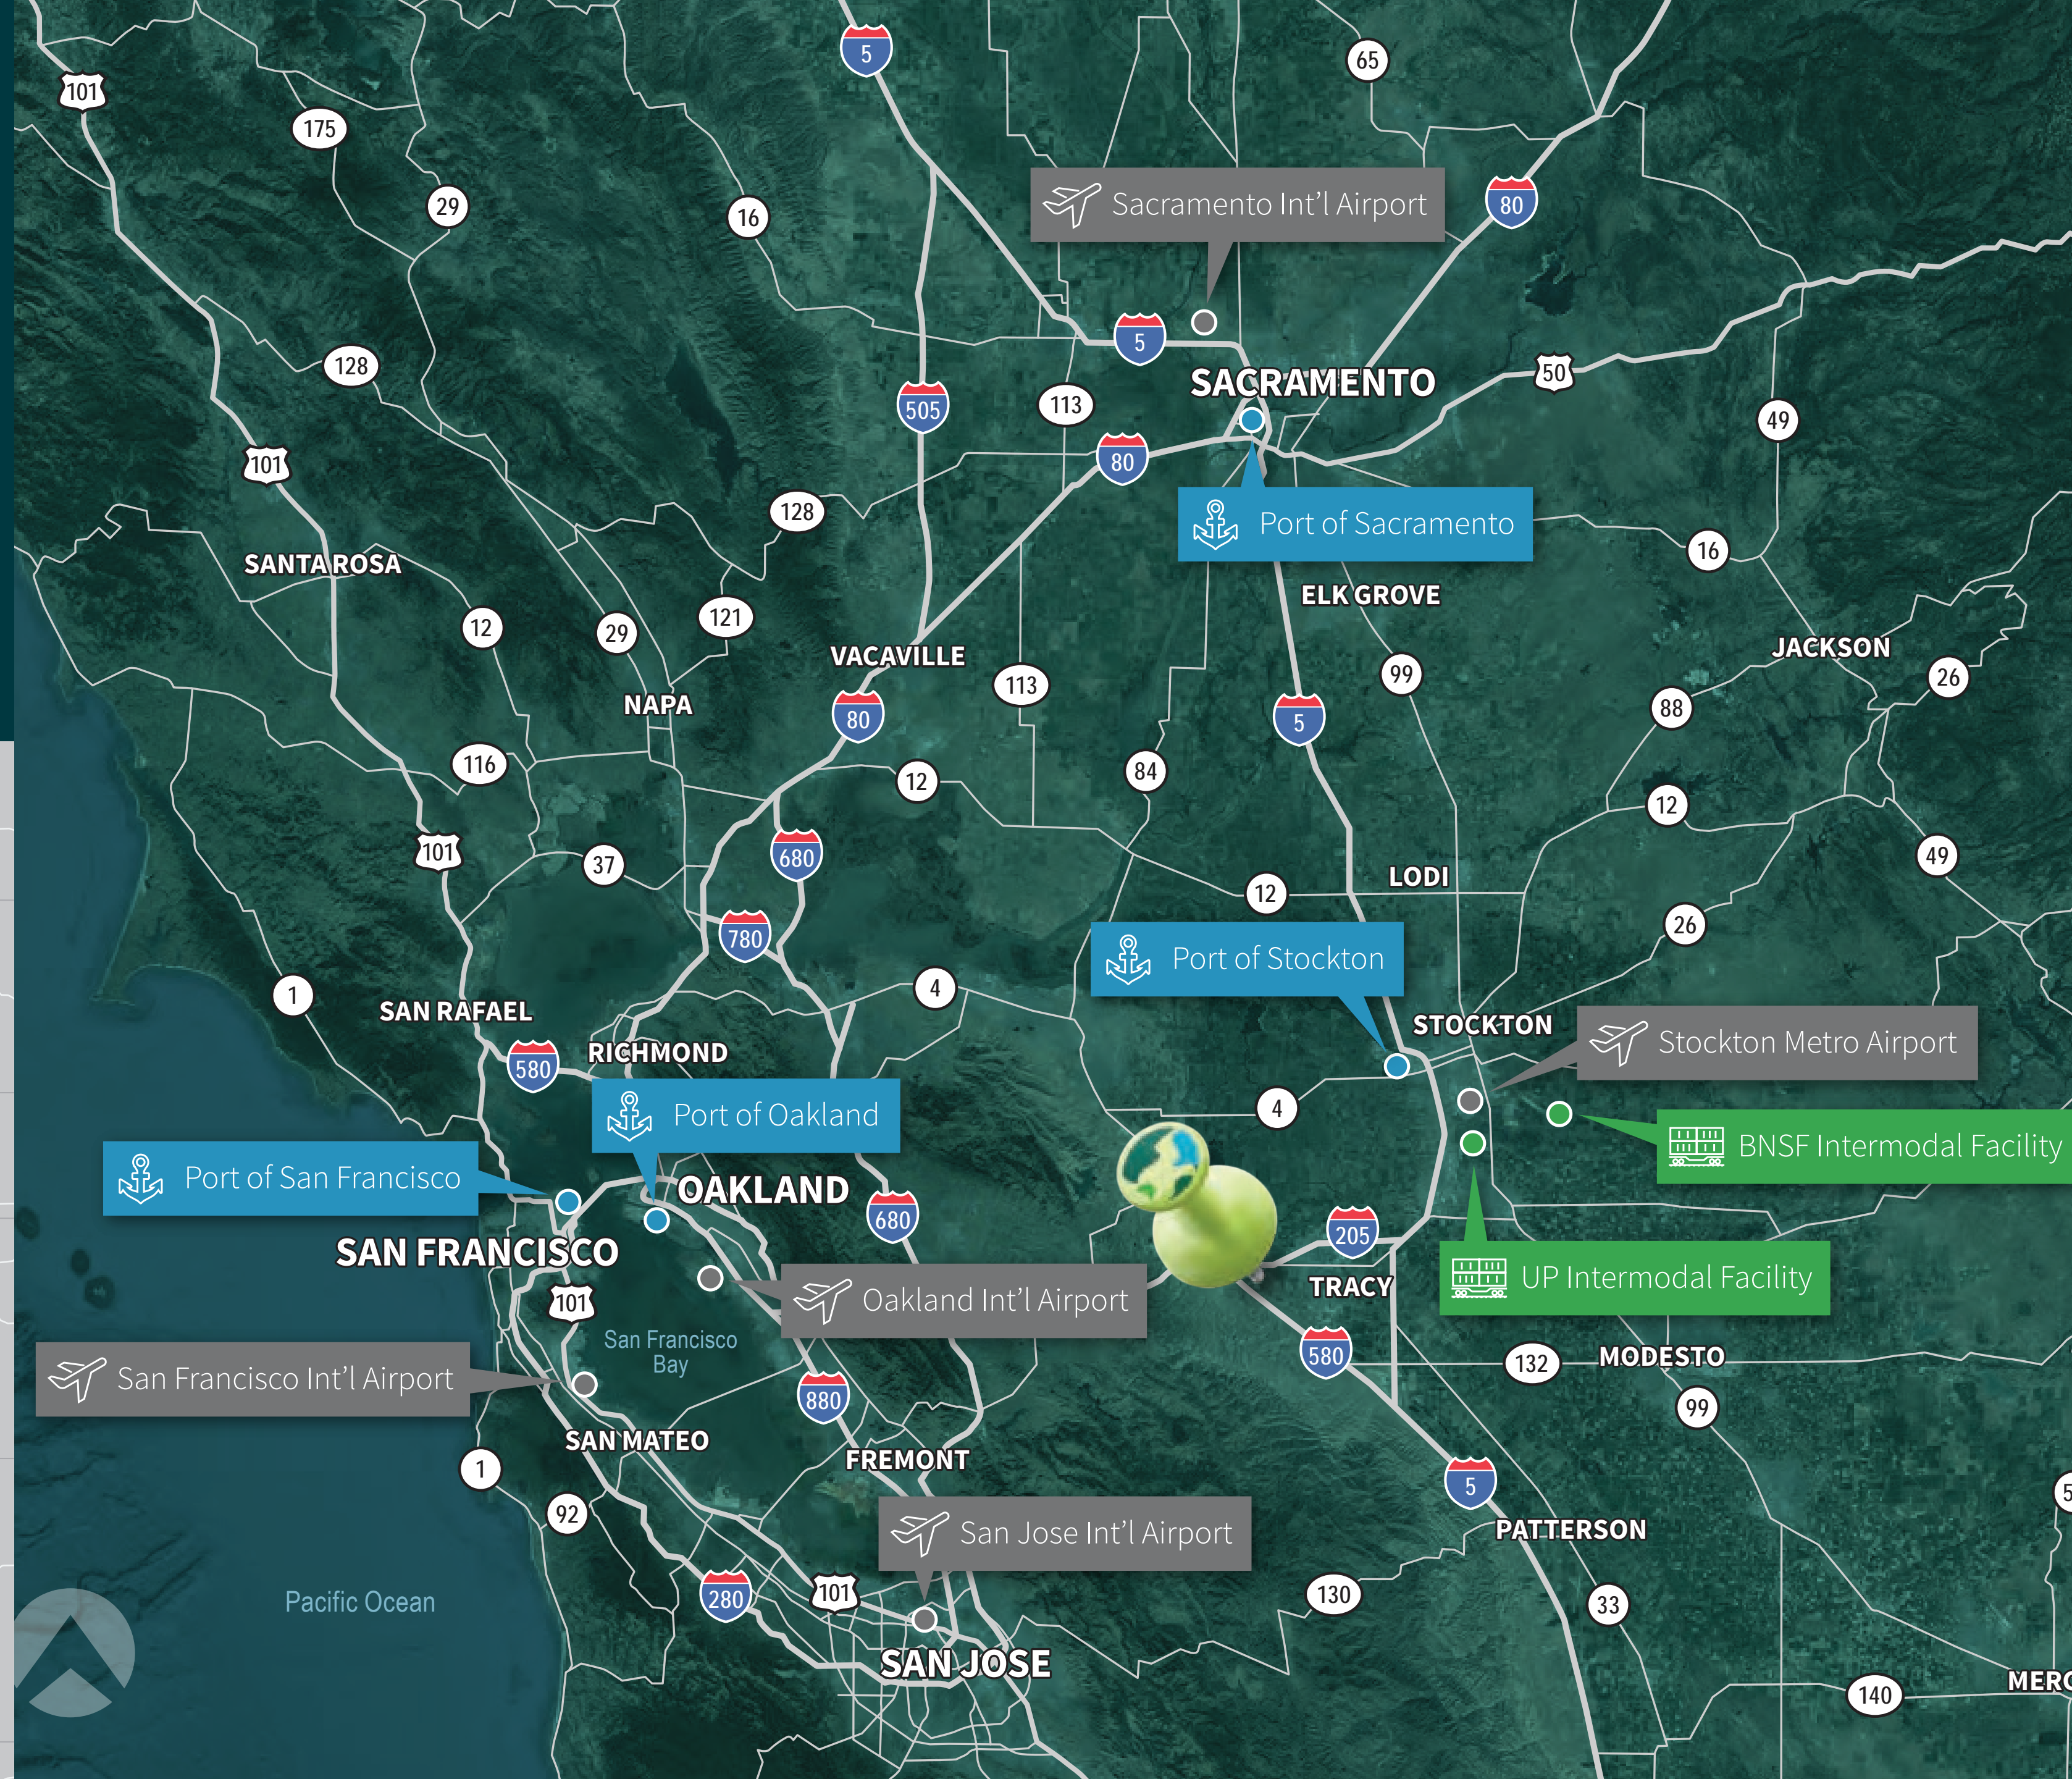 5
65
101
175
29
16
Sacramento Int'l Airport
80
5
128
505
113
SACRAMENTO
50
49
101
80
128
Port of Sacramento
16
SANTA ROSA
ELK GROVE
12
29
121
VACAVILLE
113
99
JACKSON
26
NAPA
80
5
88
116
12
84
12
101
37
680
LODI
49
12
780
26
Port of Stockton
1
4
SAN RAFAEL
STOCKTON
Stockton Metro Airport
580
RICHMOND
Port of Oakland
4
BNSF Intermodal Facility
Port of San Francisco
OAKLAND
680
205
SAN FRANCISCO
TRACY
UP Intermodal Facility
101
Oakland Int'l Airport
San Francisco
Bay
580
132
MODESTO
San Francisco Int'l Airport
880
99
SAN MATEO
FREMONT
1
5
92
San Jose Int'l Airport
PATTERSON
Pacific Ocean
280
101
130
33
SAN JOSE
140
MERC